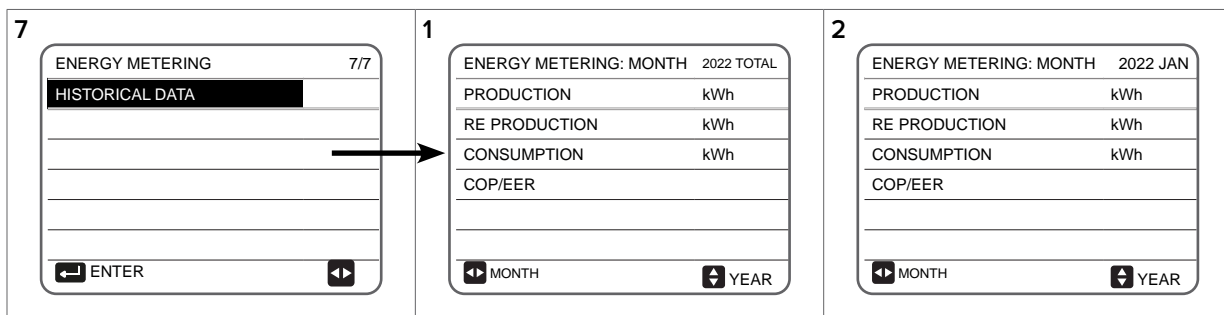 7
ENERGY METERING 7/7
HISTORICAL DATA
ENTER
1
ENERGY METERING: MONTH 2022 TOTAL
PRODUCTION kWh
RE PRODUCTION kWh
CONSUMPTION kWh
COP/EER
MONTH YEAR
2
ENERGY METERING: MONTH 2022 JAN
PRODUCTION kWh
RE PRODUCTION kWh
CONSUMPTION kWh
COP/EER
MONTH YEAR